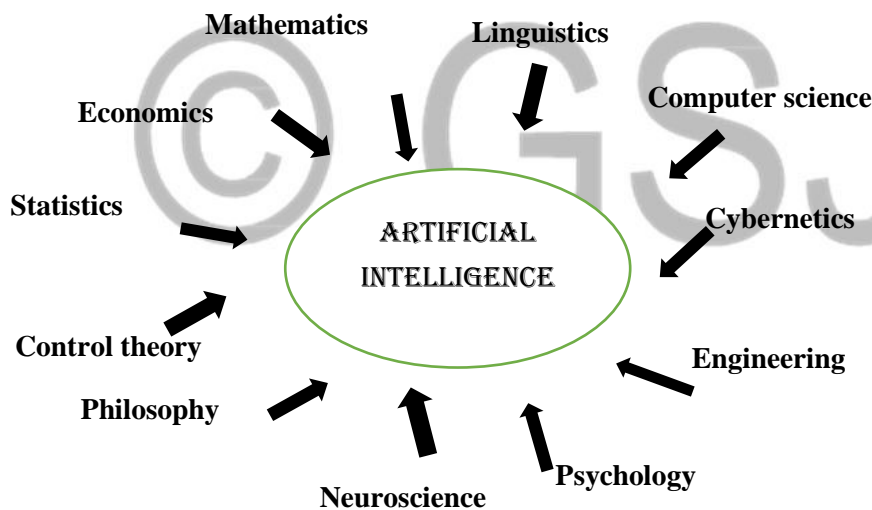 Mathematics
Linguistics
Economics
Computer science
Statistics
Cybernetics
ARTIFICIAL
INTELLIGENCE
Control theory
Engineering
Philosophy
Psychology
Neuroscience
© GSJ